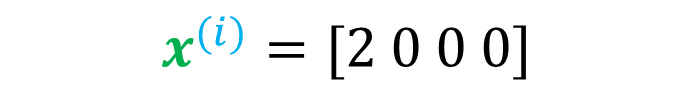 x⁽ⁱ⁾ = [2 0 0 0]